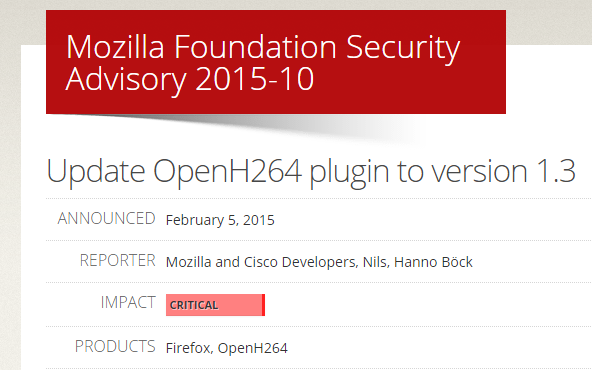 Mozilla Foundation Security
Advisory 2015-10
Update OpenH264 plugin to version 1.3
ANNOUNCED February 5, 2015
REPORTER Mozilla and Cisco Developers, Nils, Hanno Böck
IMPACT CRITICAL
PRODUCTS Firefox, OpenH264